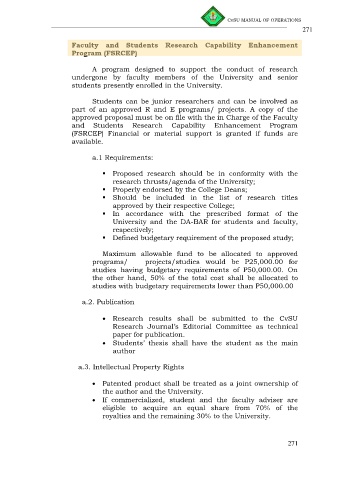 CvSU MANUAL OF OPERATIONS
271
Faculty and Students Research Capability Enhancement
Program (FSRCEP)
A program designed to support the conduct of research
undergone by faculty members of the University and senior
students presently enrolled in the University.
Students can be junior researchers and can be involved as
part of an approved R and E programs/ projects. A copy of the
approved proposal must be on file with the in Charge of the Faculty
and Students Research Capability Enhancement Program
(FSRCEP) Financial or material support is granted if funds are
available.
a.1 Requirements:
▪ Proposed research should be in conformity with the
research thrusts/agenda of the University;
▪ Properly endorsed by the College Deans;
▪ Should be included in the list of research titles
approved by their respective College;
▪ In accordance with the prescribed format of the
University and the DA-BAR for students and faculty,
respectively;
▪ Defined budgetary requirement of the proposed study;
Maximum allowable fund to be allocated to approved
programs/ projects/studies would be P25,000.00 for
studies having budgetary requirements of P50,000.00. On
the other hand, 50% of the total cost shall be allocated to
studies with budgetary requirements lower than P50,000.00
a.2. Publication
• Research results shall be submitted to the CvSU
Research Journal's Editorial Committee as technical
paper for publication.
• Students' thesis shall have the student as the main
author
a.3. Intellectual Property Rights
• Patented product shall be treated as a joint ownership of
the author and the University.
• If commercialized, student and the faculty adviser are
eligible to acquire an equal share from 70% of the
royalties and the remaining 30% to the University.
271